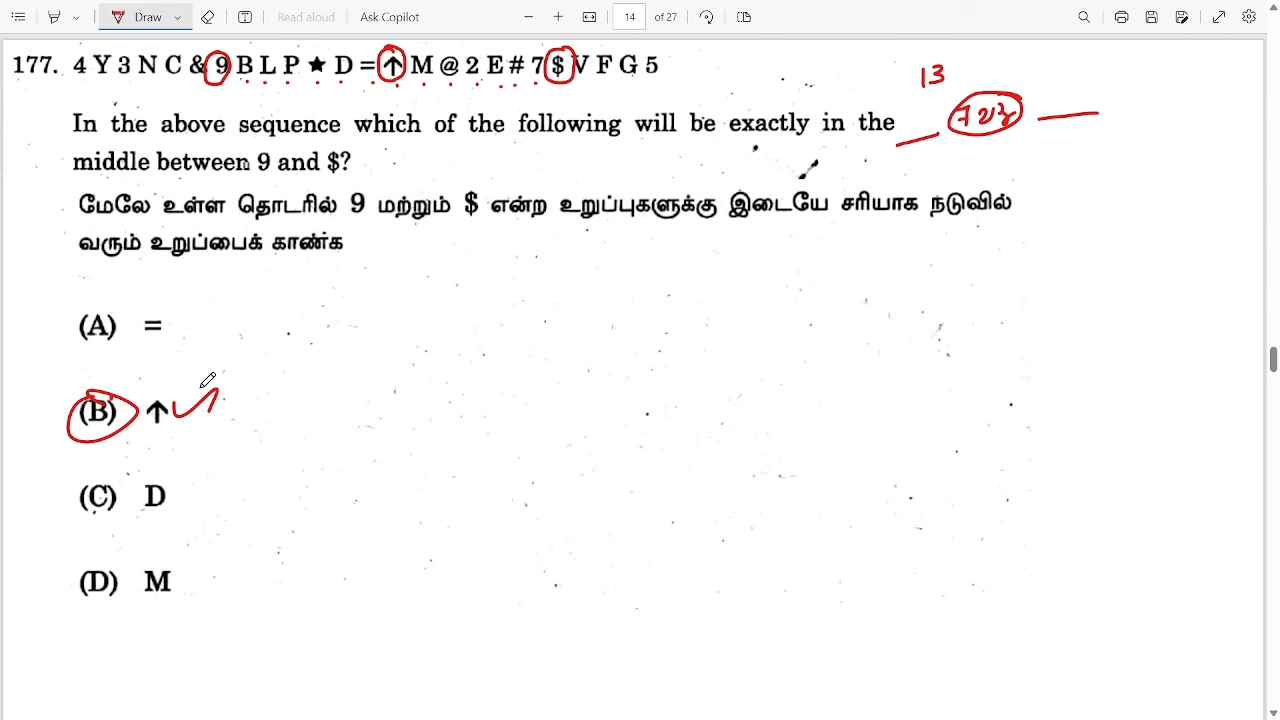 Draw
Read aloud
Ask Copilot
14
of 27
177. 4 Y 3 N C & 9 B L P ★ D = ↑ M @ 2 E # 7 $ V F G 5
13
In the above sequence which of the following will be exactly in the
middle between 9 and $?
மேலே உள்ள தொடரில் 9 மற்றும் $ என்ற உறுப்புகளுக்கு இடையே சரியாக நடுவில்
வரும் உறுப்பைக் காண்க
(A) =
(B) ↑
(C) D
(D) M